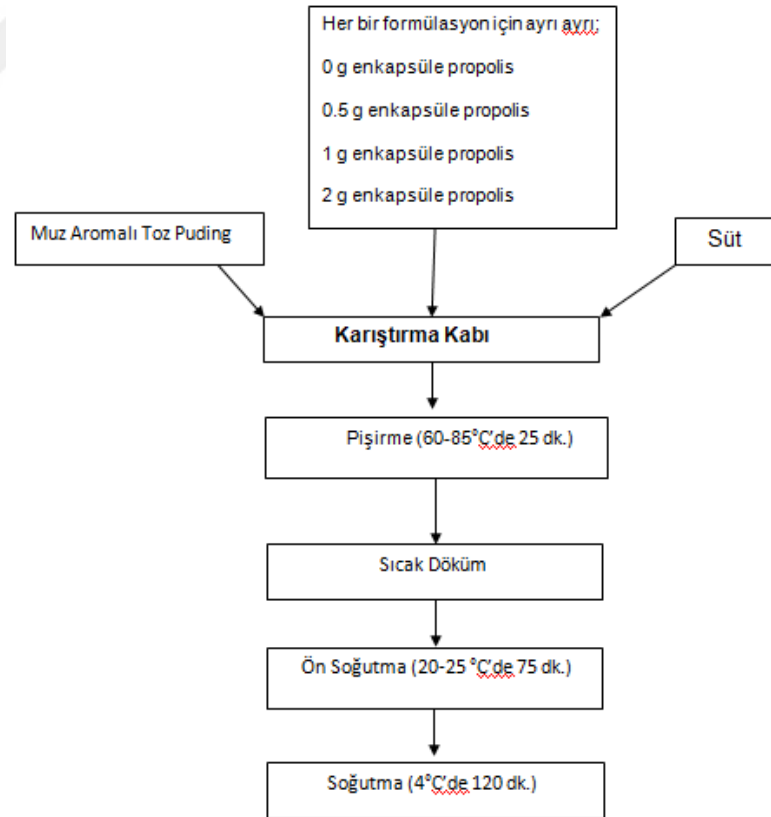 Her bir formülasyon için ayrı ayrı;
0 g enkapsüle propolis
0.5 g enkapsüle propolis
1 g enkapsüle propolis
2 g enkapsüle propolis
Muz Aromalı Toz Puding
Süt
Karıştırma Kabı
Pişirme (60-85°C’de 25 dk.)
Sıcak Döküm
Ön Soğutma (20-25 °C’de 75 dk.)
Soğutma (4°C’de 120 dk.)